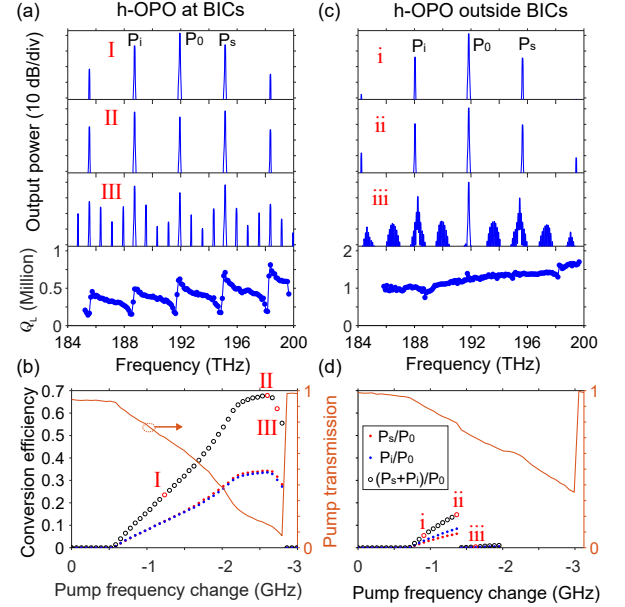 (a)
h-OPO at BICs
I
Pi
P0
Ps
II
III
Output power (10 dB/div)
1
0.5
0
QL (Million)
184
188
192
196
200
Frequency (THz)
(c)
h-OPO outside BICs
i
Pi
P0
Ps
ii
iii
2
1
0
184
188
192
196
200
Frequency (THz)
(b)
0.7
0.6
0.5
0.4
0.3
0.2
0.1
0
Conversion efficiency
I
II
III
1
0
0
-1
-2
-3
Pump frequency change (GHz)
(d)
Ps/P0
Pi/P0
(Ps+Pi)/P0
i
ii
iii
1
0
Pump transmission
0
-1
-2
-3
Pump frequency change (GHz)